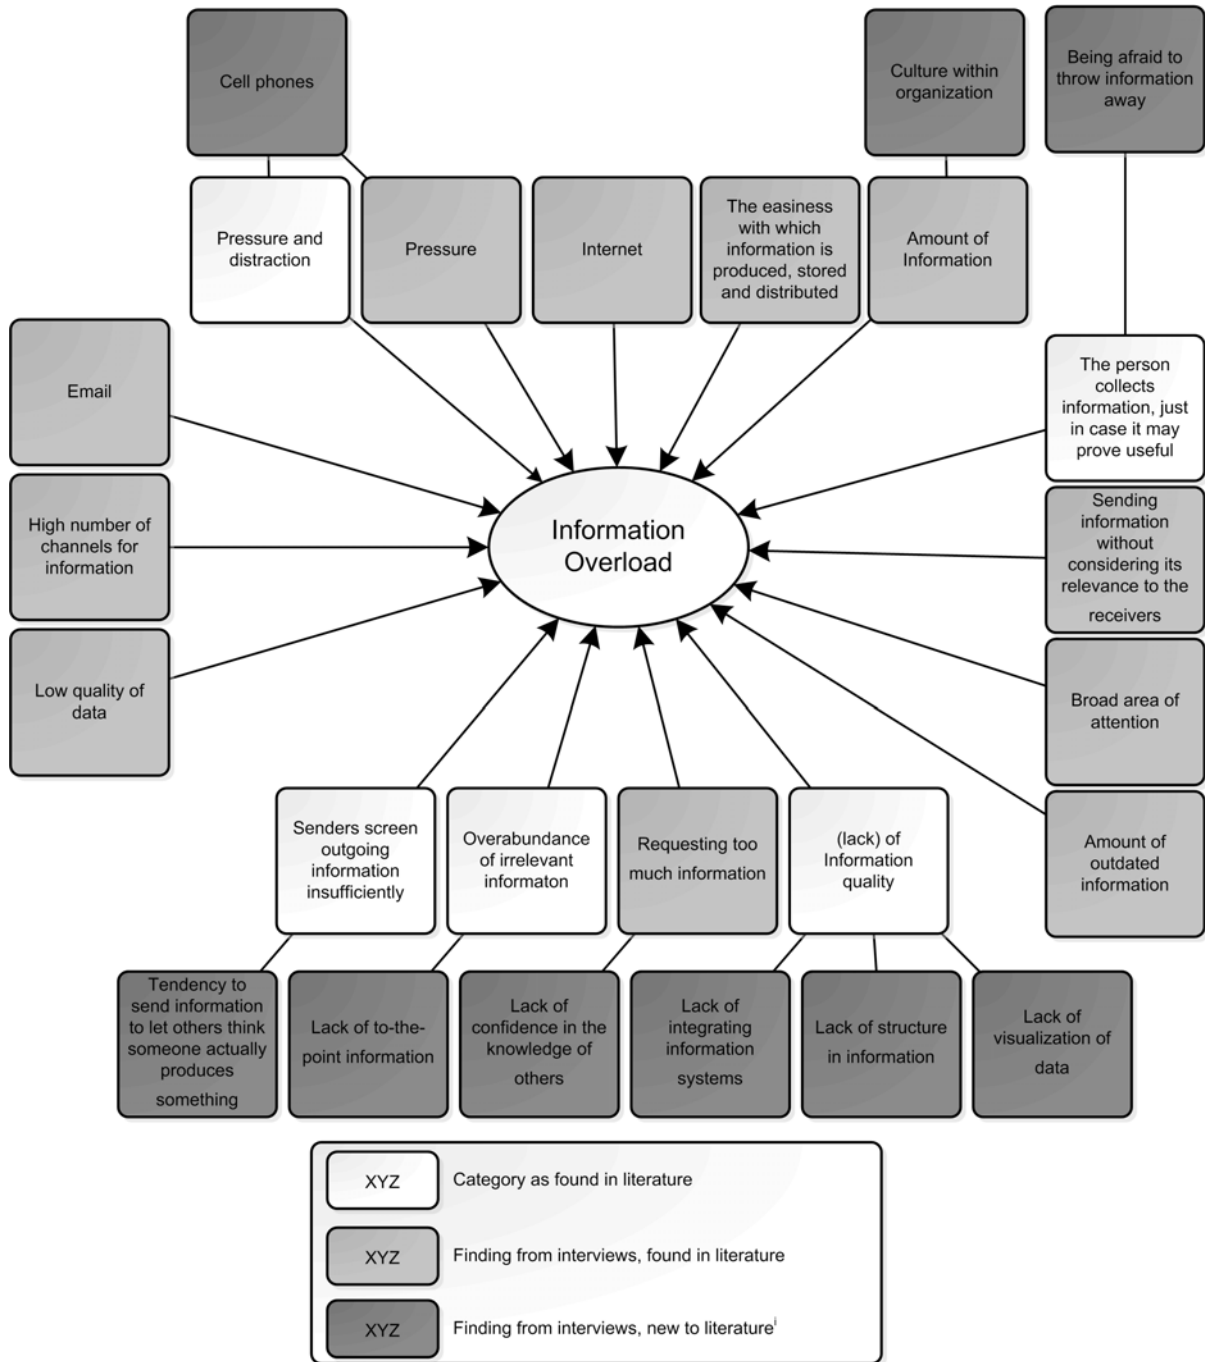 Cell phones
Culture within
organization
Being afraid to
throw information
away
Pressure and
distraction
Pressure
Internet
The easiness
with which
information is
produced, stored
and distributed
Amount of
Information
Email
The person
collects
information, just
in case it may
prove useful
High number of
channels for
information
Information
Overload
Sending
information
without
considering its
relevance to the
receivers
Low quality of
data
Broad area of
attention
Senders screen
outgoing
information
insufficiently
Overabundance
of irrelevant
informaton
Requesting too
much information
(lack) of
Information
quality
Amount of
outdated
information
Tendency to
send information
to let others think
someone actually
produces
something
Lack of to-the-
point information
Lack of
confidence in the
knowledge of
others
Lack of
integrating
information
systems
Lack of structure
in information
Lack of
visualization of
data
XYZ Category as found in literature
XYZ Finding from interviews, found in literature
XYZ Finding from interviews, new to literatureⁱ